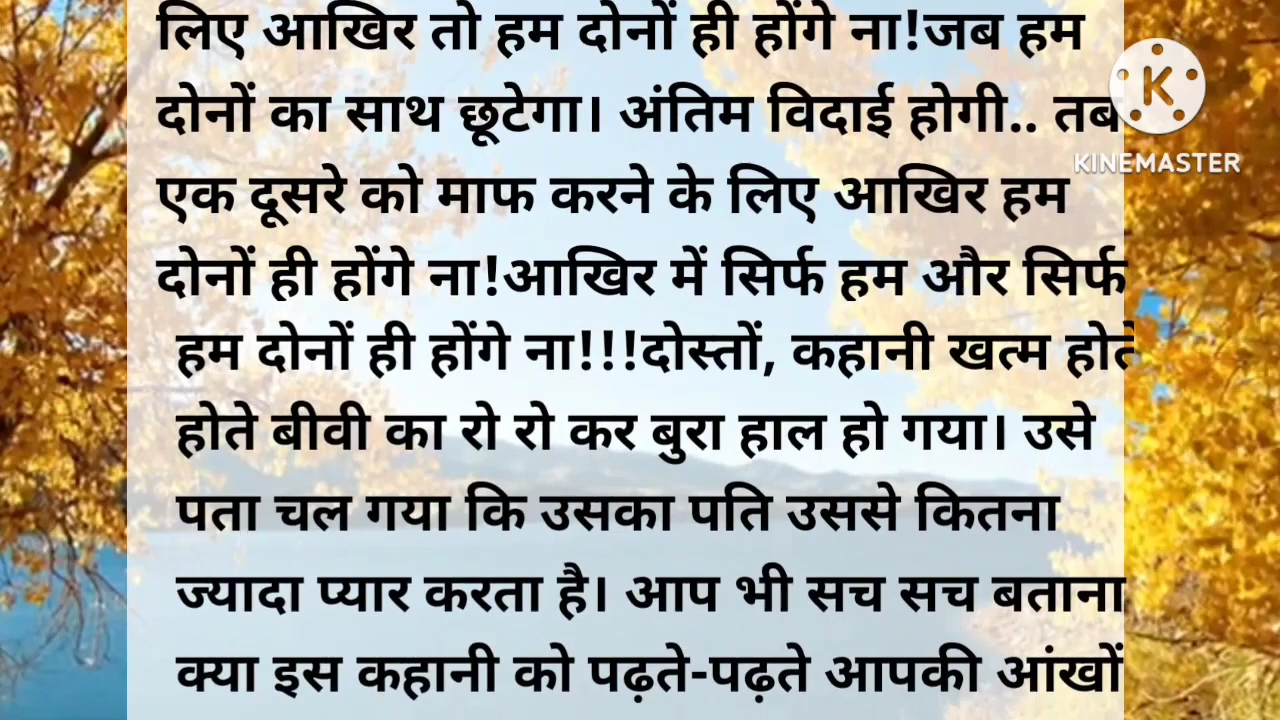 लिए आखिर तो हम दोनों ही होंगे ना!जब हम
दोनों का साथ छूटेगा। अंतिम विदाई होगी.. तब
एक दूसरे को माफ करने के लिए आखिर हम
दोनों ही होंगे ना!आखिर में सिर्फ हम और सिर्फ
हम दोनों ही होंगे ना!!!दोस्तों, कहानी खत्म होते
होते बीवी का रो रो कर बुरा हाल हो गया। उसे
पता चल गया कि उसका पति उससे कितना
ज्यादा प्यार करता है। आप भी सच सच बताना
क्या इस कहानी को पढ़ते-पढ़ते आपकी आंखों
K
KINEMASTER